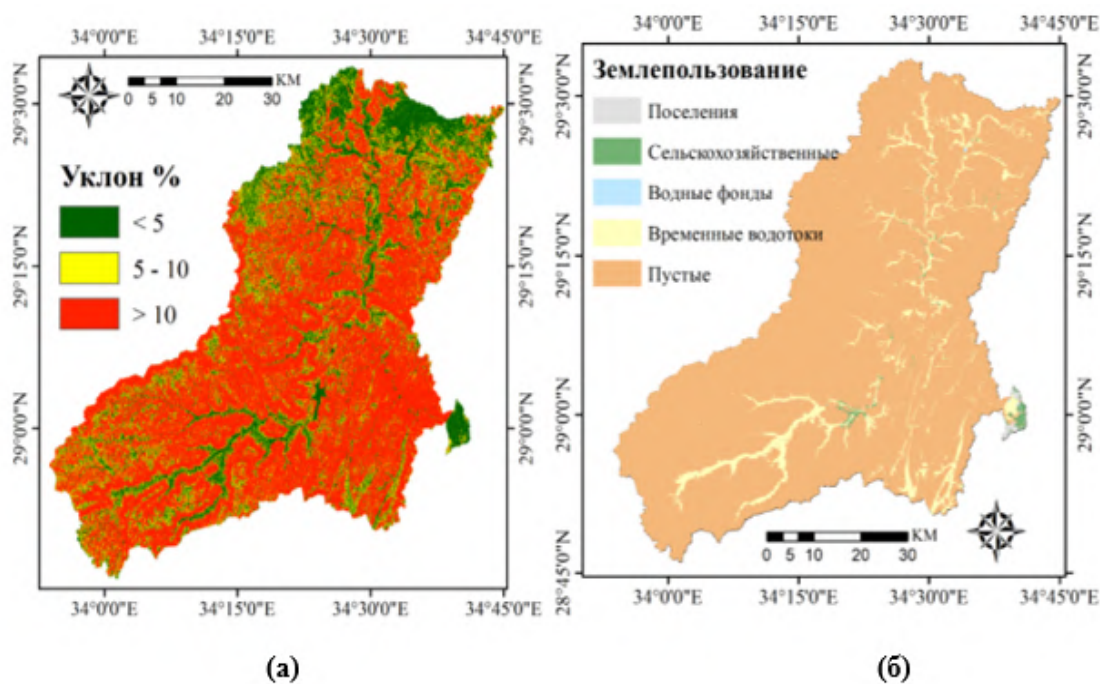 34°0'0"E 34°15'0"E 34°30'0"E 34°45'0"E
KM
0 5 10 20 30
Уклон %
< 5
5 - 10
> 10
29°30'0"N
29°15'0"N
29°0'0"N
29°30'0"N
29°15'0"N
29°0'0"N
34°0'0"E 34°15'0"E 34°30'0"E 34°45'0"E
(а)
34°0'0"E 34°15'0"E 34°30'0"E 34°45'0"E
Землепользование
Поселения
Сельскохозяйственные
Водные фонды
Временные водотоки
Пустые
29°30'0"N
29°15'0"N
29°0'0"N
28°45'0"N
29°30'0"N
29°15'0"N
29°0'0"N
28°45'0"N
KM
0 5 10 20 30
34°0'0"E 34°15'0"E 34°30'0"E 34°45'0"E
(б)